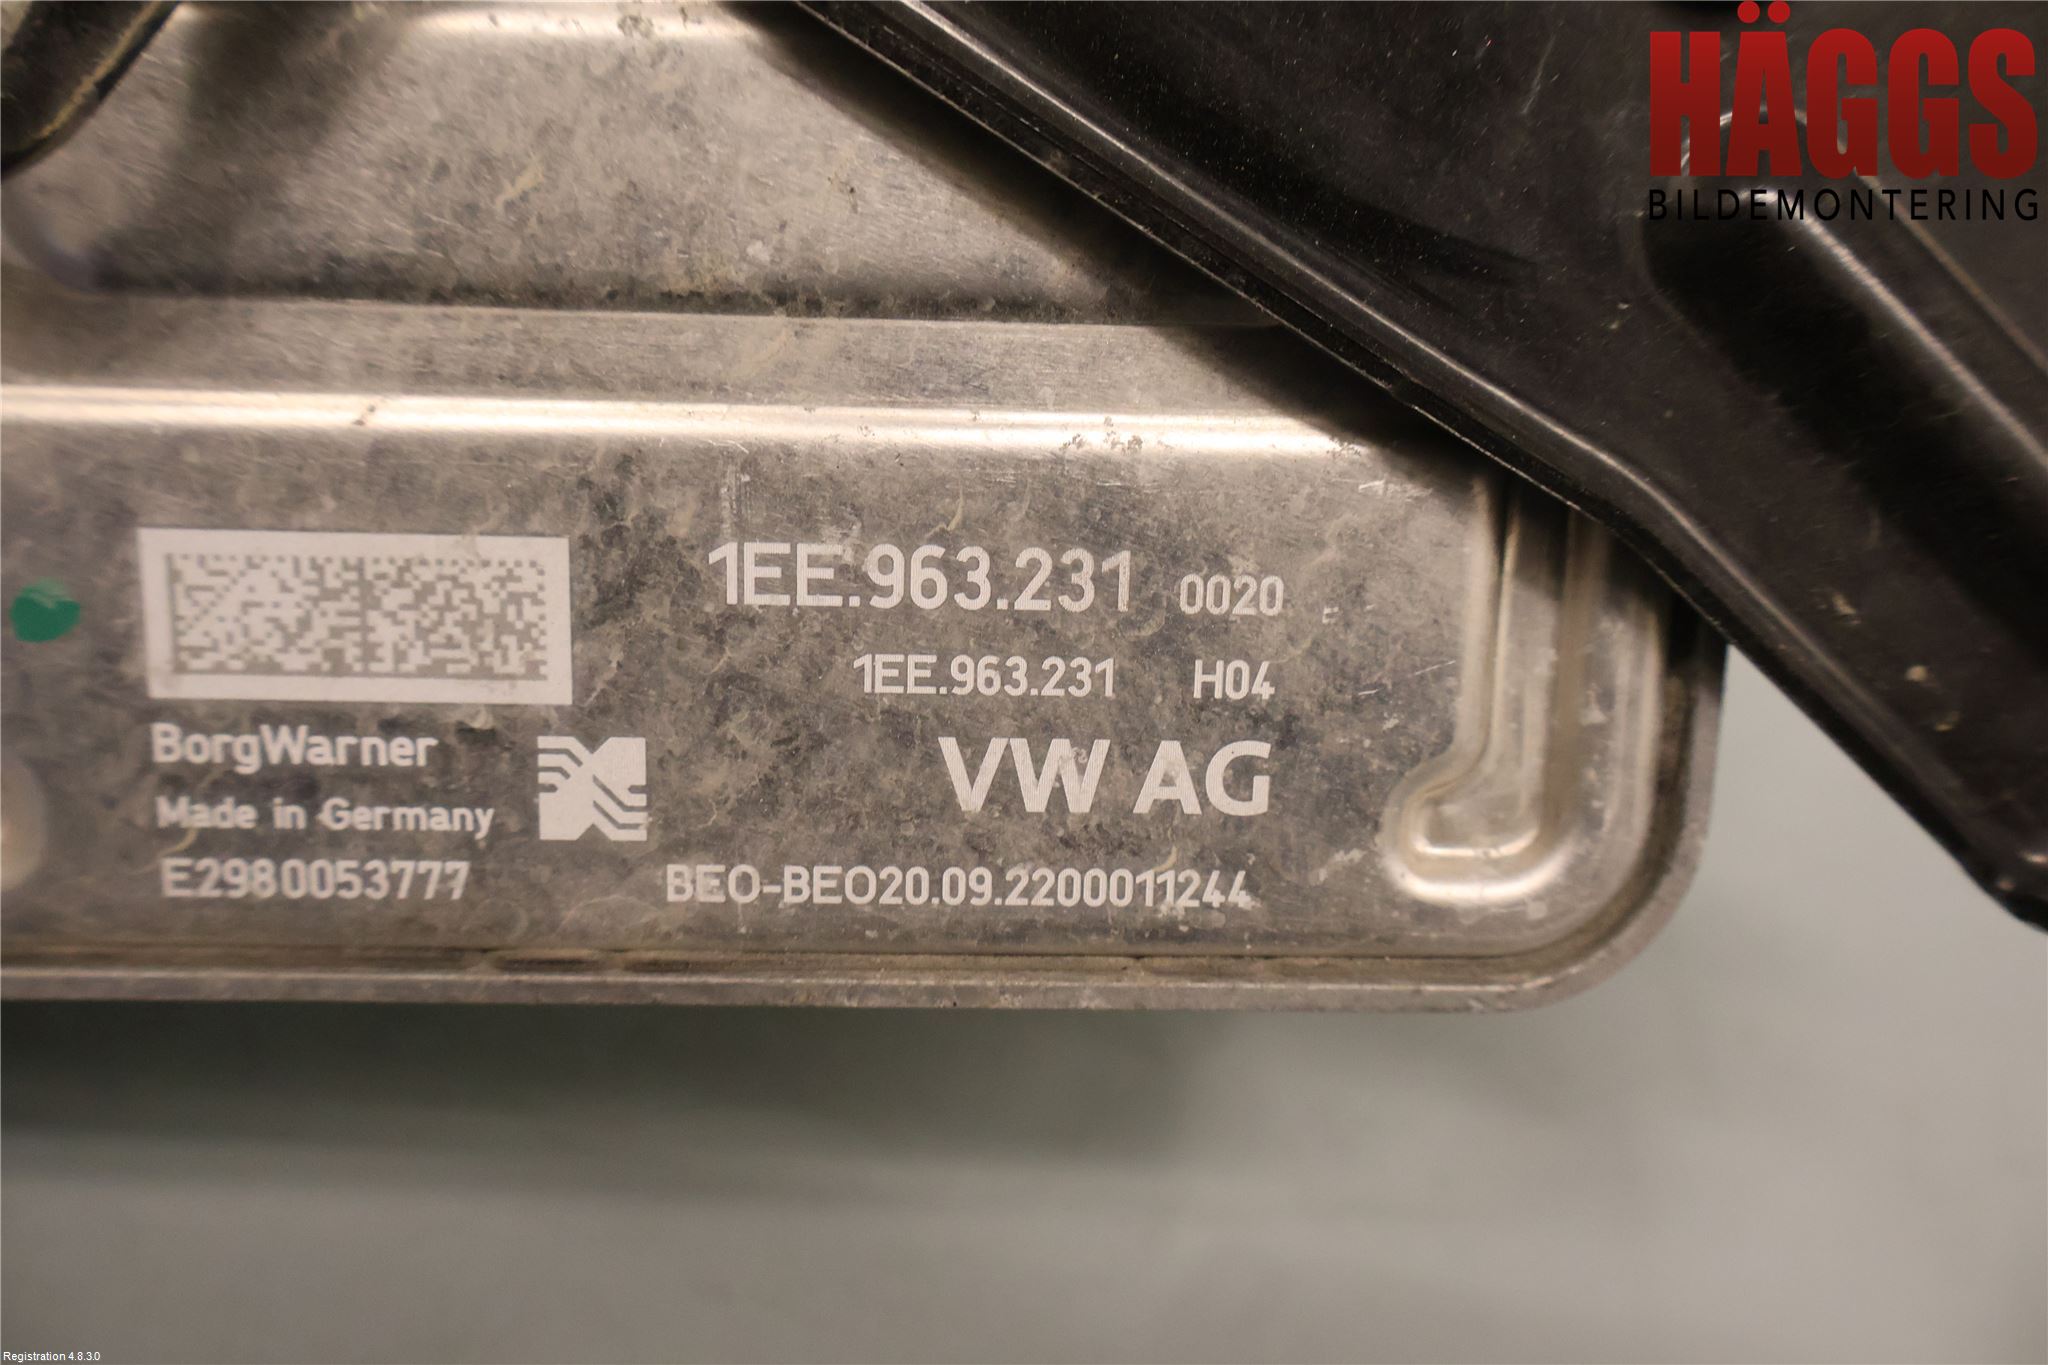 HÄGGS
BILDEMONTERING
1EE.963.231 0020
1EE.963.231 H04
BorgWarner
VW AG
Made in Germany
E2980053777
BEO-BEO20.09.2200011244
Registration 4.8.3.0